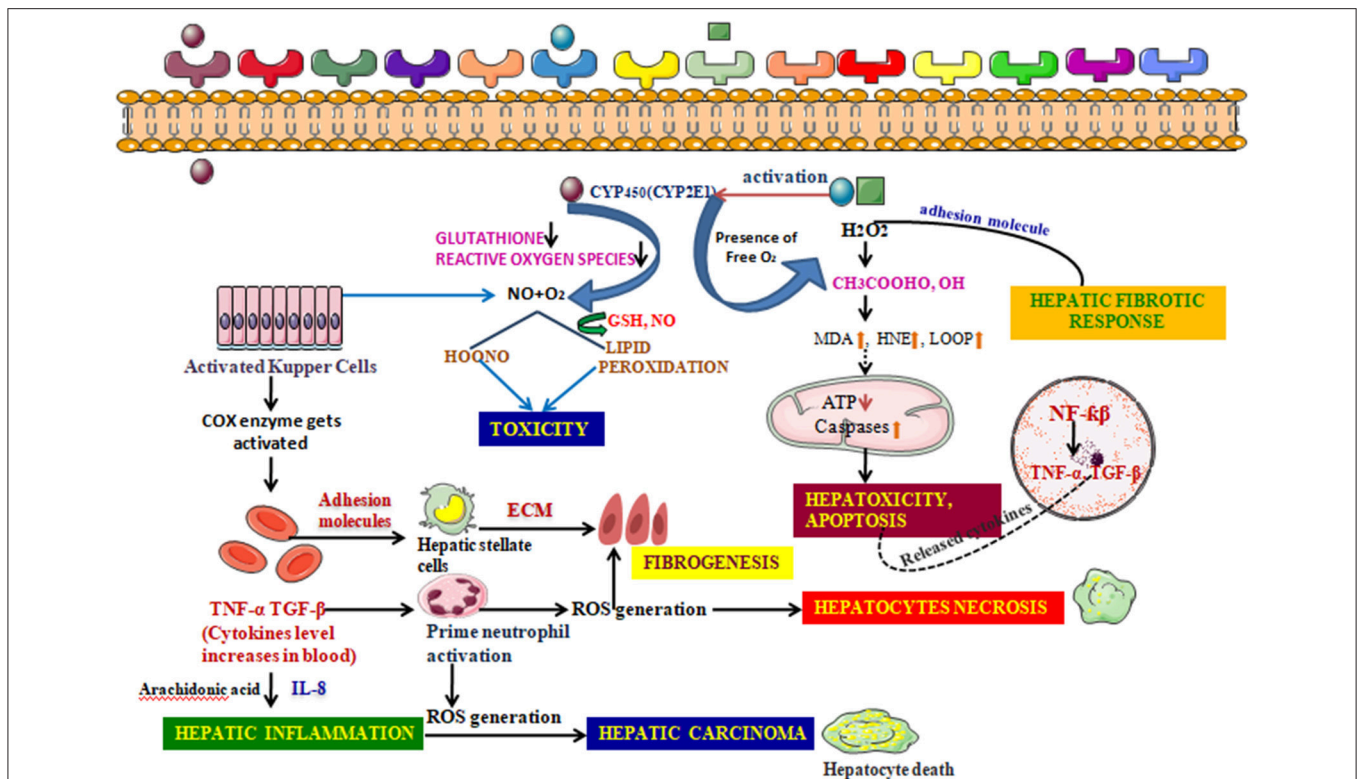 CYP450(CYP2E1)
activation
GLUTATHIONE
REACTIVE OXYGEN SPECIES
Presence of
Free O2
H2O2
adhesion molecule
NO+O2
CH3COOHO, OH
HEPATIC FIBROTIC
RESPONSE
GSH, NO
HOONO
LIPID
PEROXIDATION
MDA, HNE, LOOP
Activated Kupper Cells
TOXICITY
ATP
Caspases
NF-kβ
TNF-α, TGF-β
COX enzyme gets
activated
HEPATOXICITY,
APOPTOSIS
Released cytokines
Adhesion
molecules
ECM
Hepatic stellate
cells
FIBROGENESIS
TNF-α TGF-β
(Cytokines level
increases in blood)
Prime neutrophil
activation
ROS generation
HEPATOCYTES NECROSIS
Arachidonic acid
IL-8
HEPATIC INFLAMMATION
ROS generation
HEPATIC CARCINOMA
Hepatocyte death